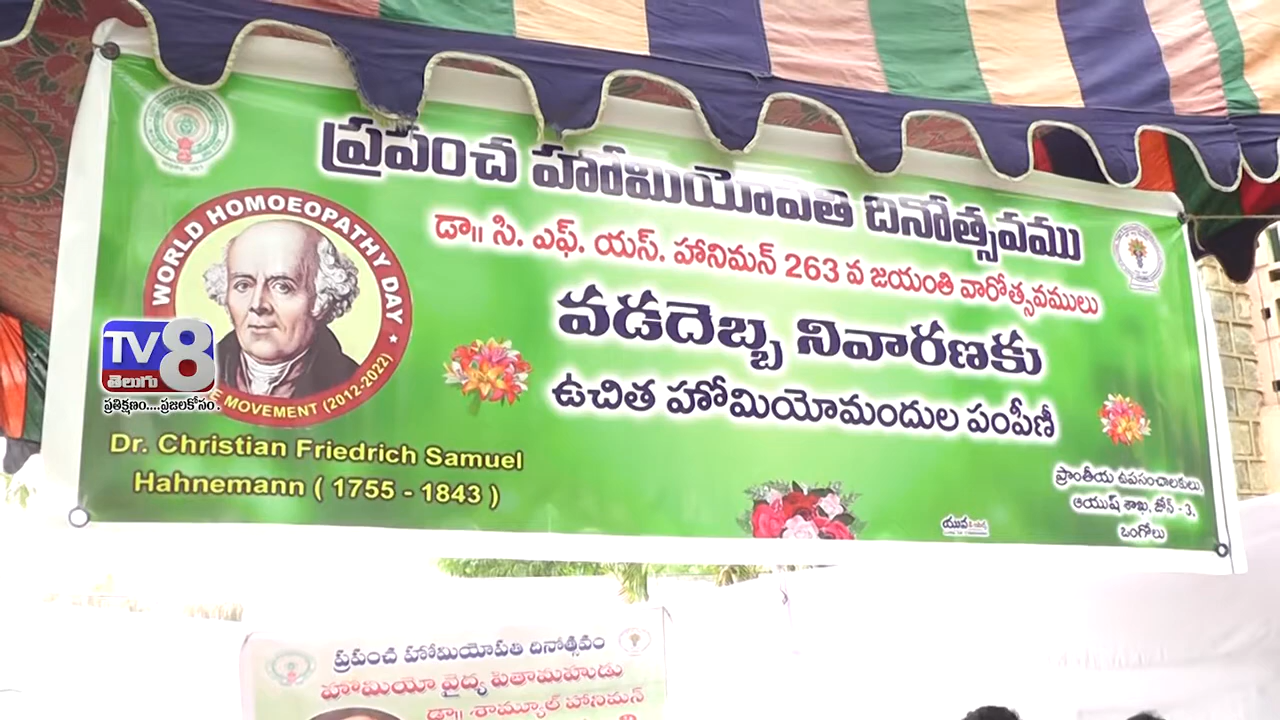 ప్రపంచ హోమియోపతి దినోత్సవము
డా॥ సి. ఎఫ్. యస్. హానిమన్ 263 వ జయంతి వారోత్సవములు
వడదెబ్బ నివారణకు
ఉచిత హోమియోమందుల పంపిణీ
WORLD HOMOEOPATHY DAY
MOVEMENT (2012-2022)
TV8
తెలుగు
ప్రతిక్షణం....ప్రజలకోసం.
Dr. Christian Friedrich Samuel
Hahnemann ( 1755 - 1843 )
ప్రాంతీయ ఉపసంచాలకులు,
ఆయుష్ శాఖ, జోన్ - 3,
ఒంగోలు
యువ
ప్రపంచ హోమియోపతి దినోత్సవం
హోమియో వైద్య పితామహుడు
డా॥ శామ్యూల్ హానిమన్